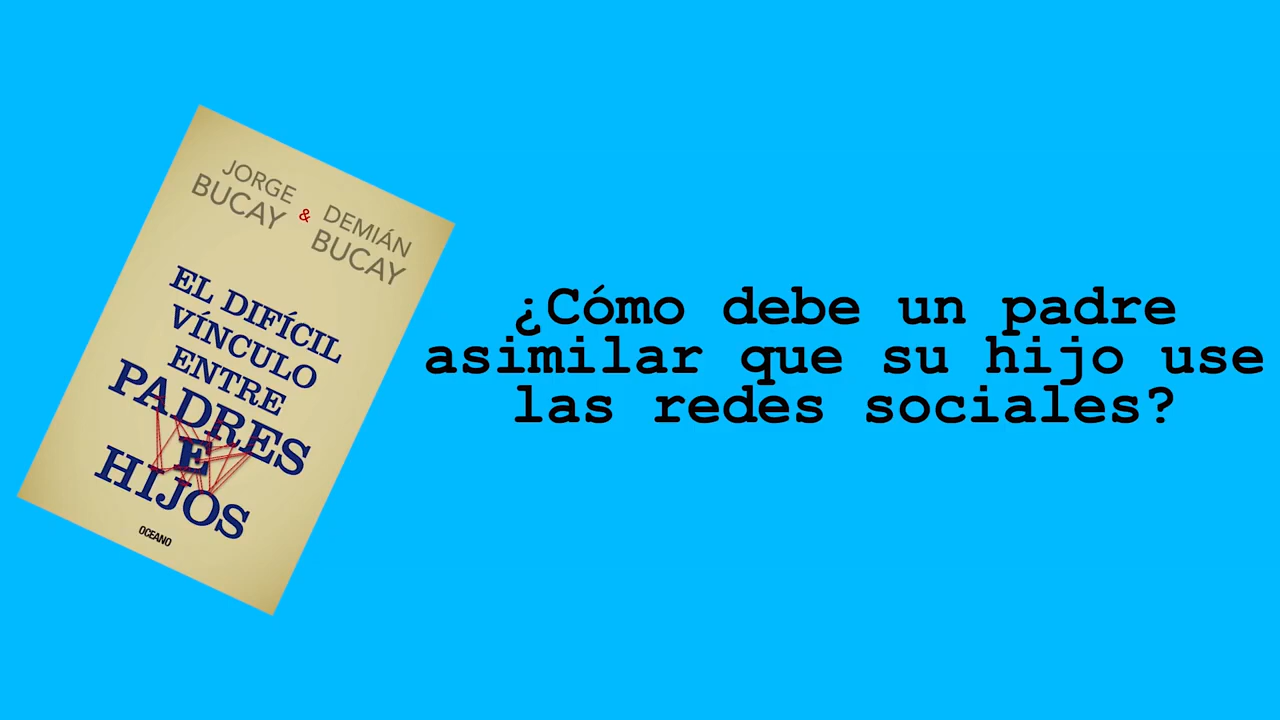 JORGE
BUCAY
&
DEMIÁN
BUCAY
EL DIFÍCIL
VÍNCULO
ENTRE
PADRES
E
HIJOS
OCEANO
¿Cómo debe un padre
asimilar que su hijo use
las redes sociales?